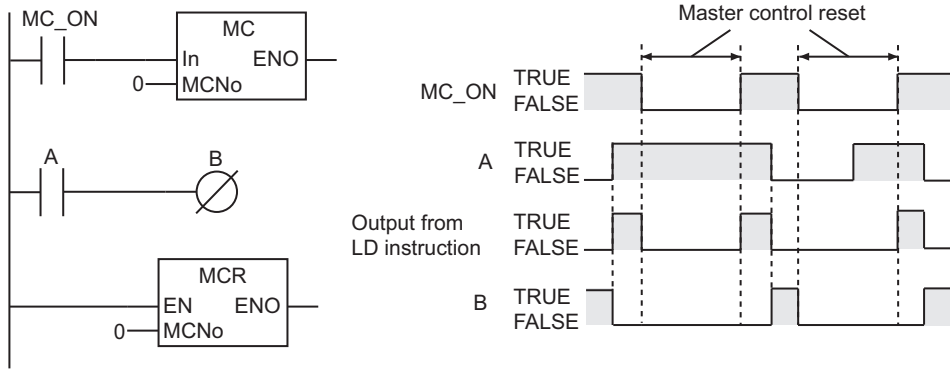 MC_ON
MC
In ENO
0 MCNo
A
B
MCR
EN ENO
0 MCNo
Master control reset
MC_ON
TRUE
FALSE
A
TRUE
FALSE
Output from
LD instruction
TRUE
FALSE
B
TRUE
FALSE